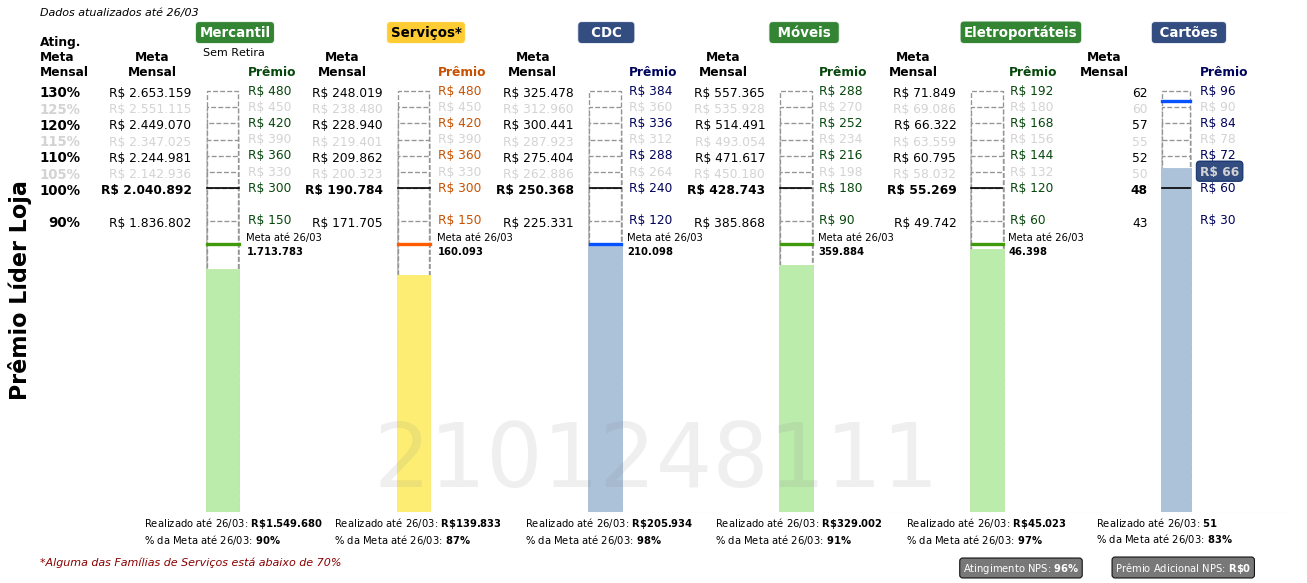 Dados atualizados até 26/03
Mercantil Serviços* CDC Móveis Eletroportáteis Cartões
Sem Retira
Ating. Meta Mensal
Meta Mensal Prêmio Meta Mensal Prêmio Meta Mensal Prêmio Meta Mensal Prêmio Meta Mensal Prêmio Meta Mensal Prêmio
130% R$ 2.653.159 R$ 480 R$ 248.019 R$ 480 R$ 325.478 R$ 384 R$ 557.365 R$ 288 R$ 71.849 R$ 192 62 R$ 96
125% R$ 2.551.115 R$ 450 R$ 238.480 R$ 450 R$ 312.960 R$ 360 R$ 535.928 R$ 270 R$ 69.086 R$ 180 60 R$ 90
120% R$ 2.449.070 R$ 420 R$ 228.940 R$ 420 R$ 300.441 R$ 336 R$ 514.491 R$ 252 R$ 66.322 R$ 168 57 R$ 84
115% R$ 2.347.025 R$ 390 R$ 219.401 R$ 390 R$ 287.923 R$ 312 R$ 493.054 R$ 234 R$ 63.559 R$ 156 55 R$ 78
110% R$ 2.244.981 R$ 360 R$ 209.862 R$ 360 R$ 275.404 R$ 288 R$ 471.617 R$ 216 R$ 60.795 R$ 144 52 R$ 72
105% R$ 2.142.936 R$ 330 R$ 200.323 R$ 330 R$ 262.886 R$ 264 R$ 450.180 R$ 198 R$ 58.032 R$ 132 50 R$ 66
100% R$ 2.040.892 R$ 300 R$ 190.784 R$ 300 R$ 250.368 R$ 240 R$ 428.743 R$ 180 R$ 55.269 R$ 120 48 R$ 60
90% R$ 1.836.802 R$ 150 R$ 171.705 R$ 150 R$ 225.331 R$ 120 R$ 385.868 R$ 90 R$ 49.742 R$ 60 43 R$ 30
Meta até 26/03 Meta até 26/03 Meta até 26/03 Meta até 26/03 Meta até 26/03
1.713.783 160.093 210.098 359.884 46.398
Prêmio Líder Loja
2101248111
Realizado até 26/03: R$1.549.680 Realizado até 26/03: R$139.833 Realizado até 26/03: R$205.934 Realizado até 26/03: R$329.002 Realizado até 26/03: R$45.023 Realizado até 26/03: 51
% da Meta até 26/03: 90% % da Meta até 26/03: 87% % da Meta até 26/03: 98% % da Meta até 26/03: 91% % da Meta até 26/03: 97% % da Meta até 26/03: 83%
*Alguma das Famílias de Serviços está abaixo de 70%
Atingimento NPS: 96% Prêmio Adicional NPS: R$0